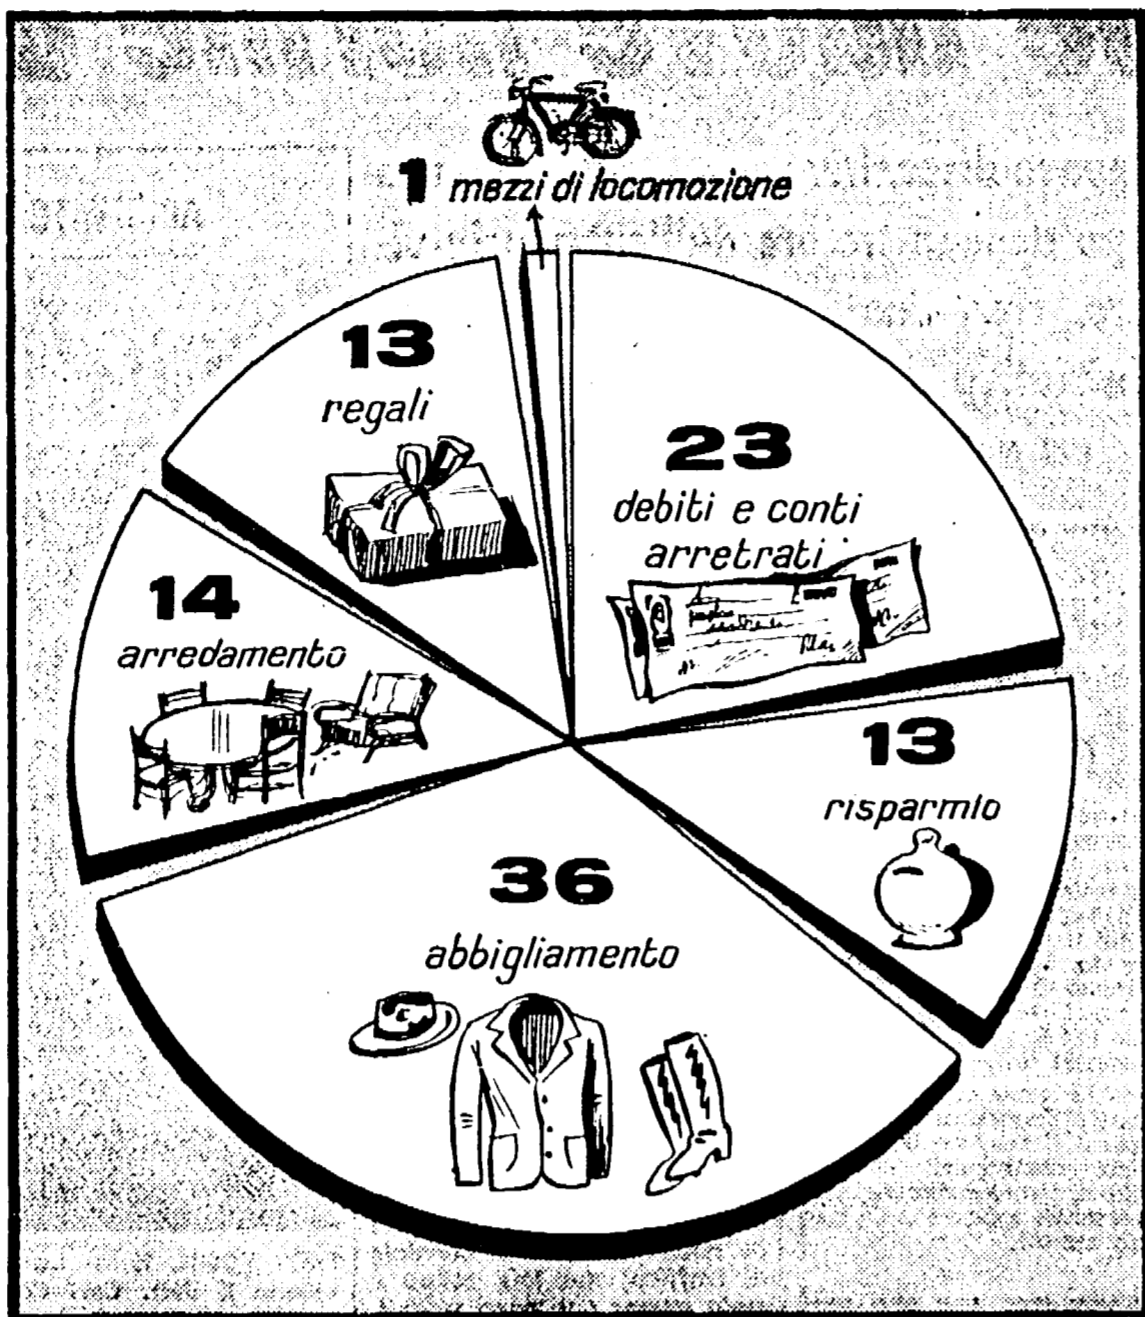 1 mezzi di locomozione
13
regali
23
debiti e conti
arretrati
14
arredamento
13
risparmio
36
abbigliamento